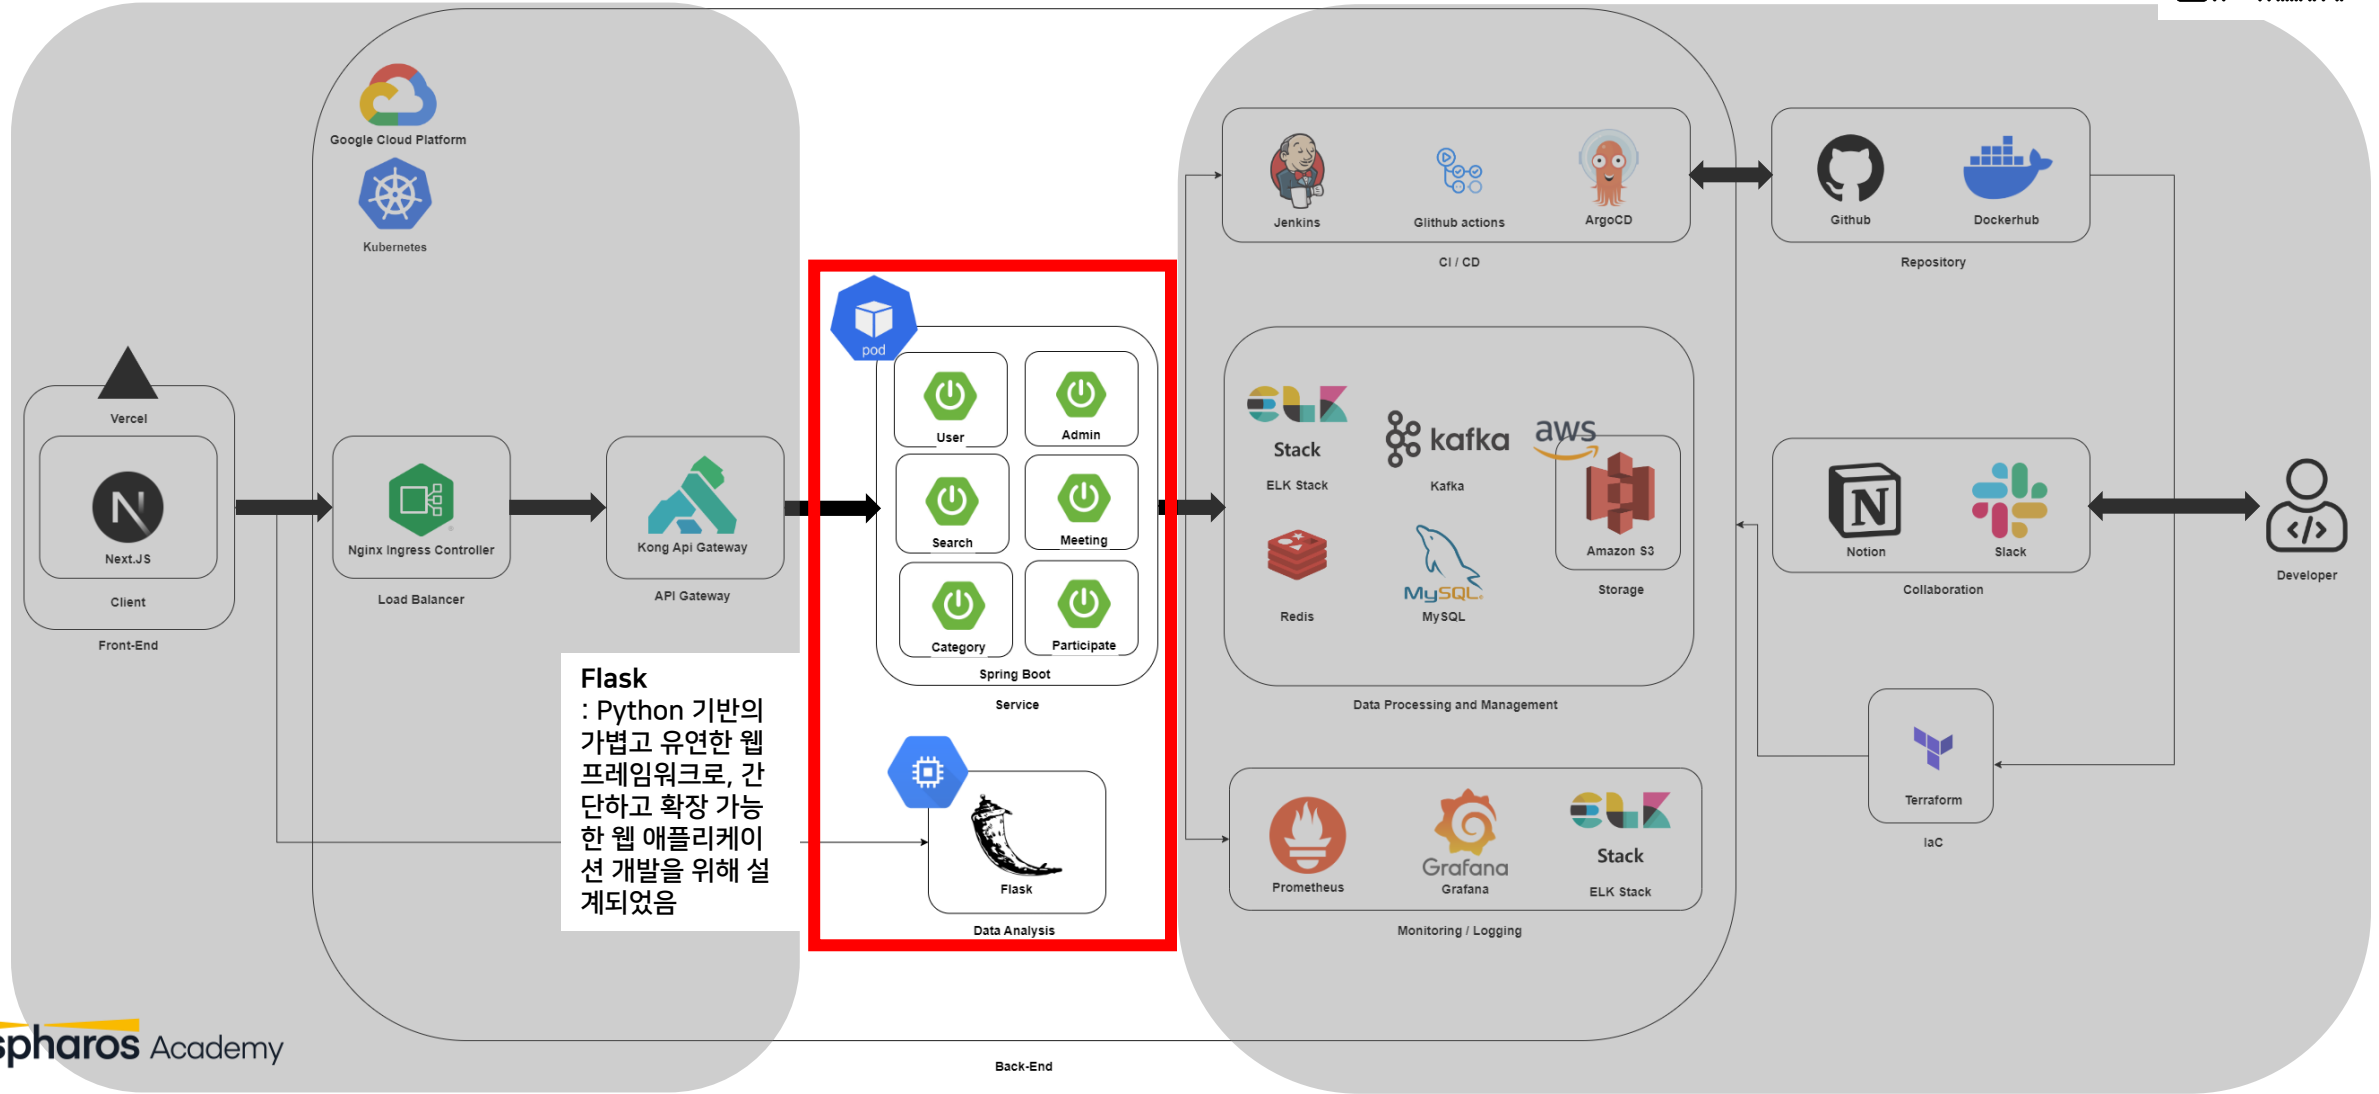 Google Cloud Platform
Kubernetes
Vercel
Next.JS
Client
Front-End
Nginx Ingress Controller
Load Balancer
Kong Api Gateway
API Gateway
pod
User
Admin
Search
Meeting
Category
Participate
Spring Boot
Service
Flask
: Python 기반의
가볍고 유연한 웹
프레임워크로, 간
단하고 확장 가능
한 웹 애플리케이
션 개발을 위해 설
계되었음
Flask
Data Analysis
Jenkins
Glithub actions
ArgoCD
CI / CD
Github
Dockerhub
Repository
Stack
ELK Stack
kafka
Kafka
aws
Amazon S3
Storage
Redis
MySQL
MySQL
Data Processing and Management
N
Notion
Slack
Collaboration
Developer
Prometheus
Grafana
Grafana
Stack
ELK Stack
Monitoring / Logging
Terraform
IaC
spharos Academy
Back-End